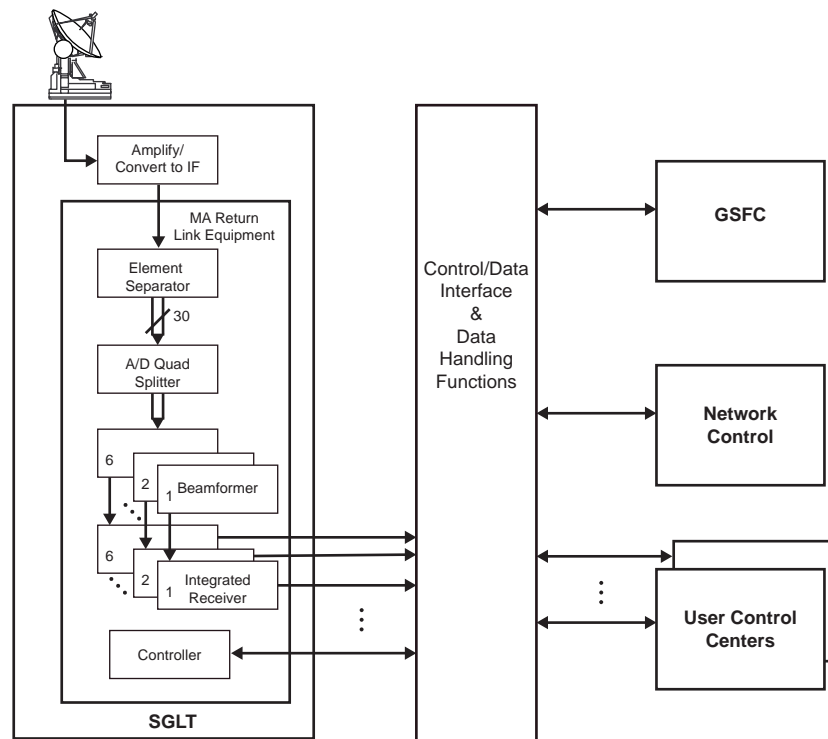 Amplify/
Convert to IF
MA Return
Link Equipment
Element
Separator
30
A/D Quad
Splitter
6
2
1
Beamformer
6
2
1
Integrated
Receiver
Controller
SGLT
Control/Data
Interface
&
Data
Handling
Functions
GSFC
Network
Control
User Control
Centers